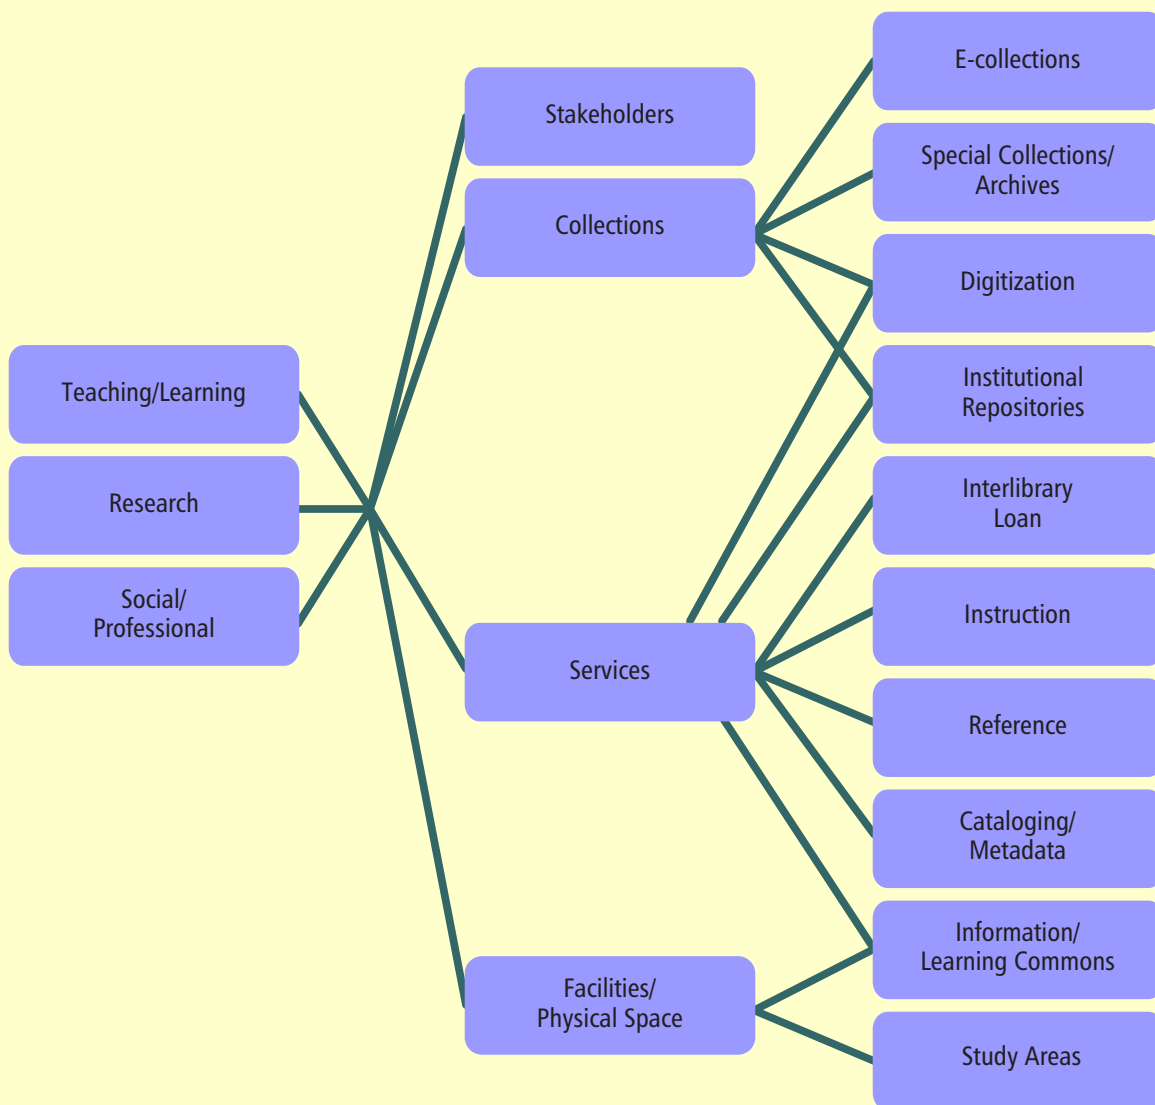 Teaching/Learning
Research
Social/
Professional
Stakeholders
Collections
Services
Facilities/
Physical Space
E-collections
Special Collections/
Archives
Digitization
Institutional
Repositories
Interlibrary
Loan
Instruction
Reference
Cataloging/
Metadata
Information/
Learning Commons
Study Areas